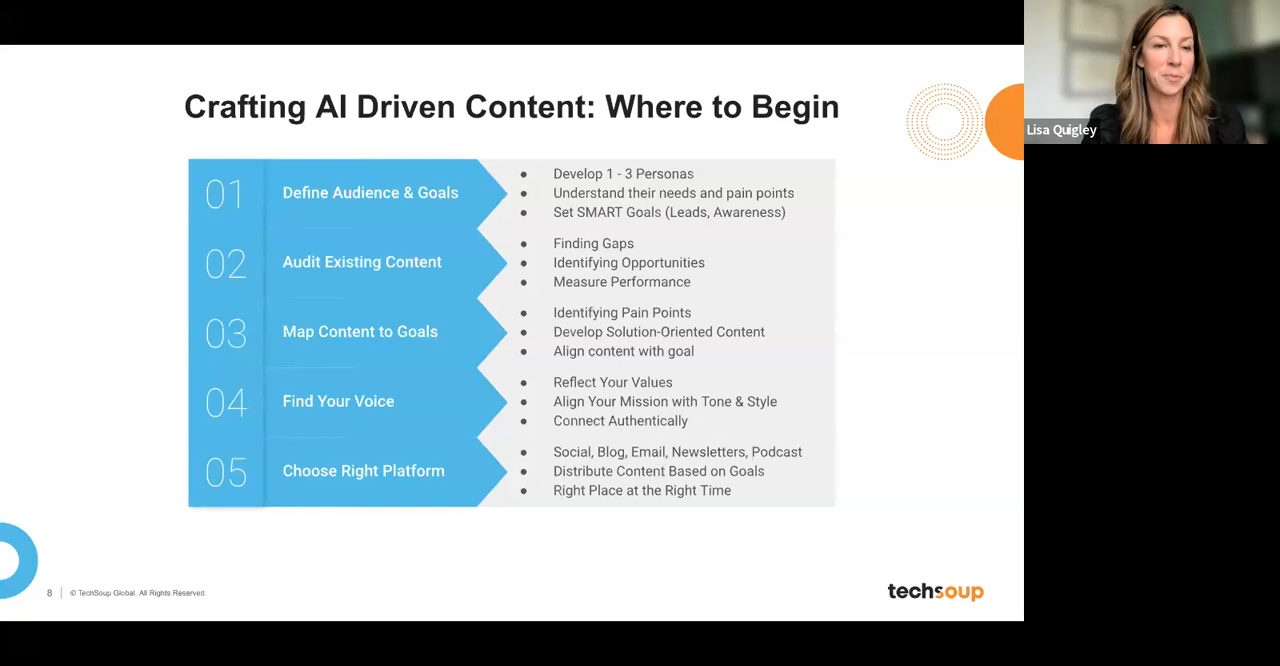 Crafting AI Driven Content: Where to Begin
Lisa Quigley
01
Define Audience & Goals
● Develop 1 - 3 Personas
● Understand their needs and pain points
● Set SMART Goals (Leads, Awareness)
02
Audit Existing Content
● Finding Gaps
● Identifying Opportunities
● Measure Performance
03
Map Content to Goals
● Identifying Pain Points
● Develop Solution-Oriented Content
● Align content with goal
04
Find Your Voice
● Reflect Your Values
● Align Your Mission with Tone & Style
● Connect Authentically
05
Choose Right Platform
● Social, Blog, Email, Newsletters, Podcast
● Distribute Content Based on Goals
● Right Place at the Right Time
8 | © TechSoup Global. All Rights Reserved.
techsoup